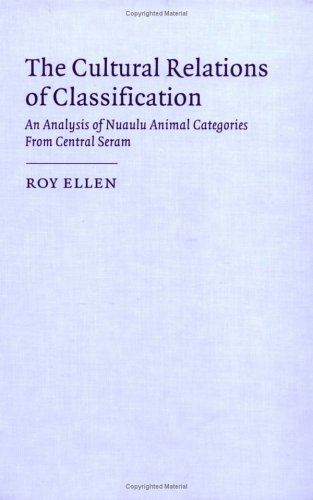 The Cultural Relations
of Classification
An Analysis of Nuaulu Animal Categories
From Central Seram
ROY ELLEN
Copyrighted Material
Copyrighted Material